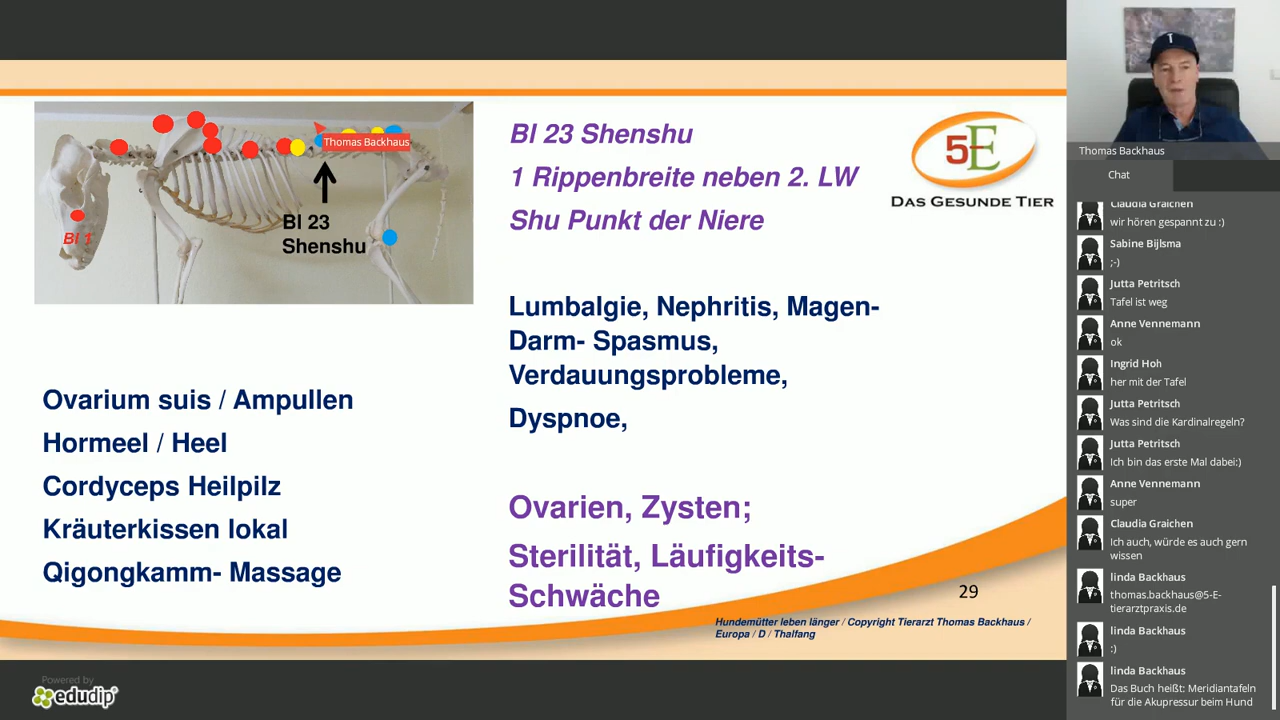 Thomas Backhaus
Bl 1
Bl 23
Shenshu
Ovarium suis / Ampullen
Hormeel / Heel
Cordyceps Heilpilz
Kräuterkissen lokal
Qigongkamm- Massage
Bl 23 Shenshu
1 Rippenbreite neben 2. LW
Shu Punkt der Niere
Lumbalgie, Nephritis, Magen-
Darm- Spasmus,
Verdauungsprobleme,
Dyspnoe,
Ovarien, Zysten;
Sterilität, Läufigkeits-
Schwäche
5E
DAS GESUNDE TIER
29
Hundemütter leben länger / Copyright Tierarzt Thomas Backhaus /
Europa / D / Thalfang
Powered by
edudip
T
Thomas Backhaus
Chat
Claudia Graichen
wir hören gespannt zu :)
Sabine Bijlsma
;-)
Jutta Petritsch
Tafel ist weg
Anne Vennemann
ok
Ingrid Hoh
her mit der Tafel
Jutta Petritsch
Was sind die Kardinalregeln?
Jutta Petritsch
Ich bin das erste Mal dabei:)
Anne Vennemann
super
Claudia Graichen
Ich auch, würde es auch gern
wissen
linda Backhaus
thomas.backhaus@5-E-
tierarztpraxis.de
linda Backhaus
:)
linda Backhaus
Das Buch heißt: Meridiantafeln
für die Akupressur beim Hund